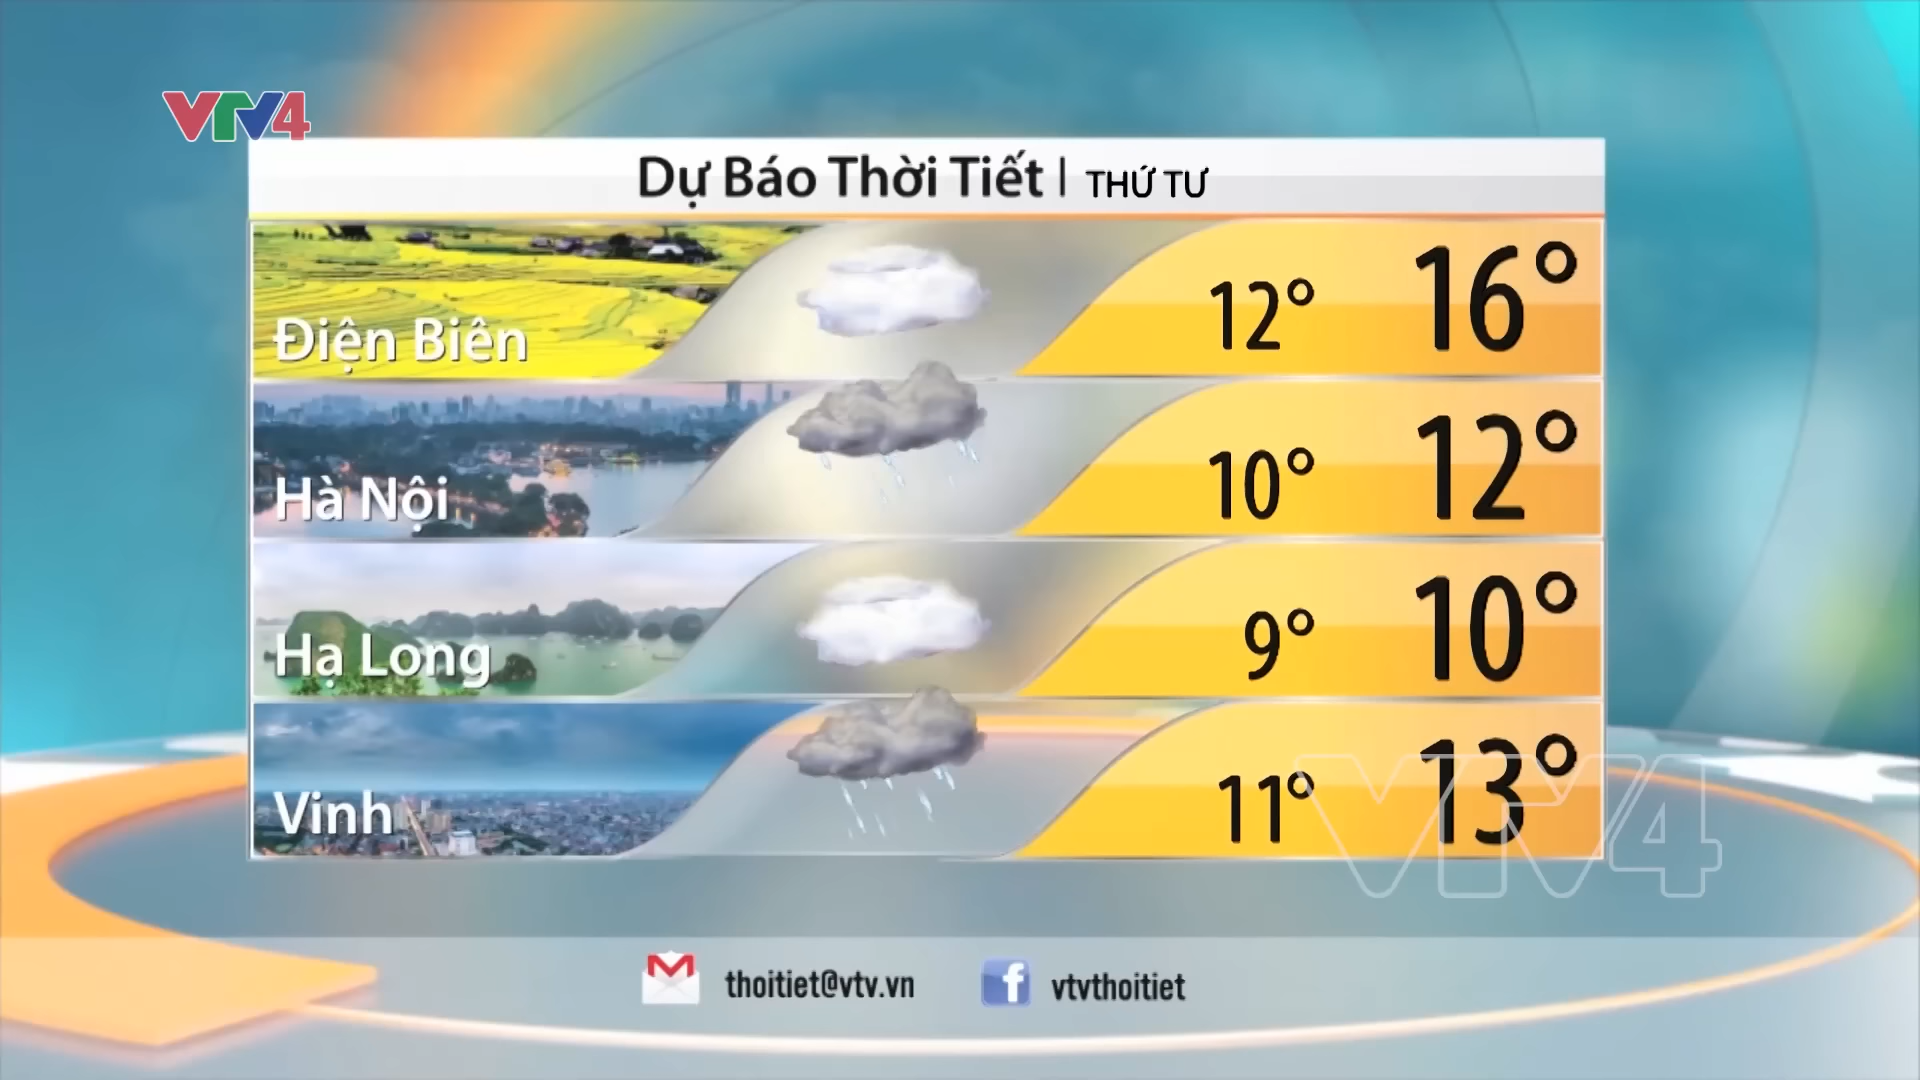 VTV4
Dự Báo Thời Tiết | THỨ TƯ
Điện Biên 12° 16°
Hà Nội 10° 12°
Hạ Long 9° 10°
Vinh 11° 13°
VTV4
thoitiet@vtv.vn vtvthoitiet